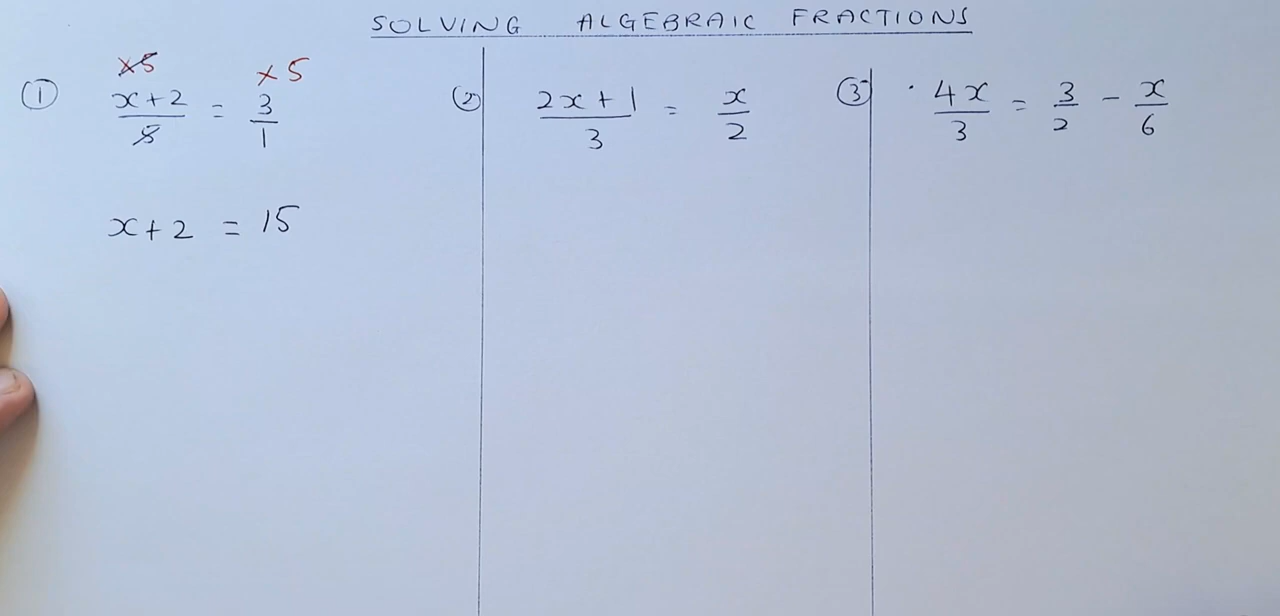 SOLVING ALGEBRAIC FRACTIONS
① ×5 ×5
x+2/5 = 3/1
x+2 = 15
② 2x+1/3 = x/2
③ 4x/3 = 3/2 − x/6